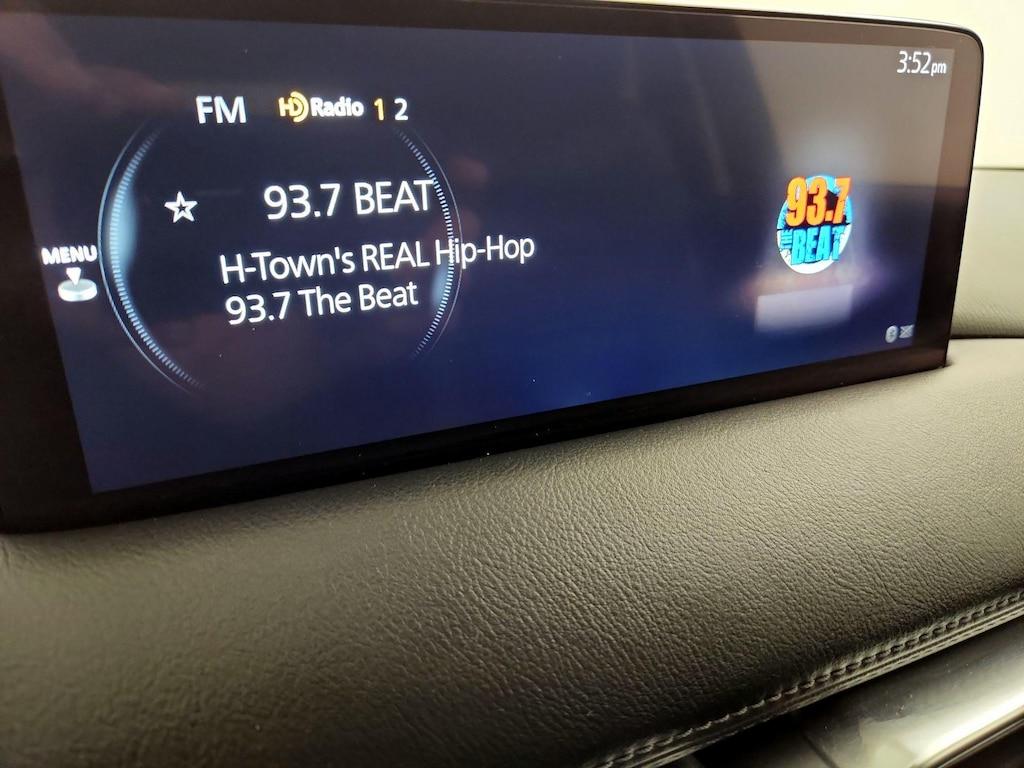 3:52pm
FM HD Radio 1 2
93.7 BEAT
MENU
H-Town's REAL Hip-Hop
93.7 The Beat
93.7
THE BEAT